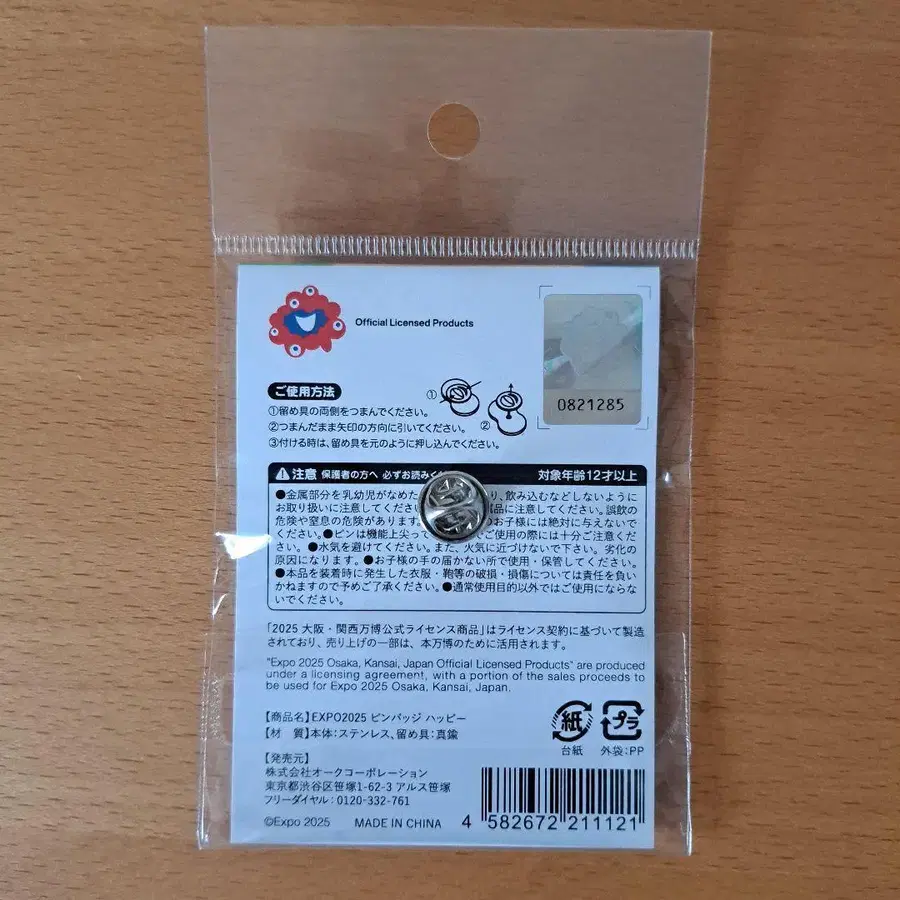 Official Licensed Products
0821285
ご使用方法
①留め具の両側をつまんでください。
②つまんだまま矢印の方向に引いてください。
③付ける時は、留め具を元のように押し込んでください。
① ②
注意 保護者の方へ 必ずお読みく 対象年齢12才以上
●金属部分を乳幼児がなめた り、飲み込むなどしないように
お取り扱いに注意してくださ 品に注意してください。誤飲の
危険や窒息の危険があります。 のお子様には絶対に与えないで
ください。●ピンは機能上尖って ご使用の際には十分ご注意くださ
い。 ●水気を避けてください。また、火気に近づけないで下さい。劣化の
原因になります。●お子様の手の届かない所で使用・保管してください。
●本品を装着時に発生した衣服・鞄等の破損・損傷については責任を負い
かねますので予めご了承ください。●通常使用目的以外ではご使用にならな
いでください。
「2025 大阪・関西万博公式ライセンス商品」はライセンス契約に基づいて製造
されており、売り上げの一部は、本万博のために活用されます。
"Expo 2025 Osaka, Kansai, Japan Official Licensed Products" are produced
under a licensing agreement, with a portion of the sales proceeds to
be used for Expo 2025 Osaka, Kansai, Japan.
【商品名】EXPO2025 ピンバッジ ハッピー
【材 質】本体:ステンレス、留め具:真鍮
紙 プラ
台紙 外袋:PP
【発売元】
株式会社オークコーポレーション
東京都渋谷区笹塚1-62-3 アルス笹塚
フリーダイヤル:0120-332-761
©Expo 2025 MADE IN CHINA
4 582672 211121